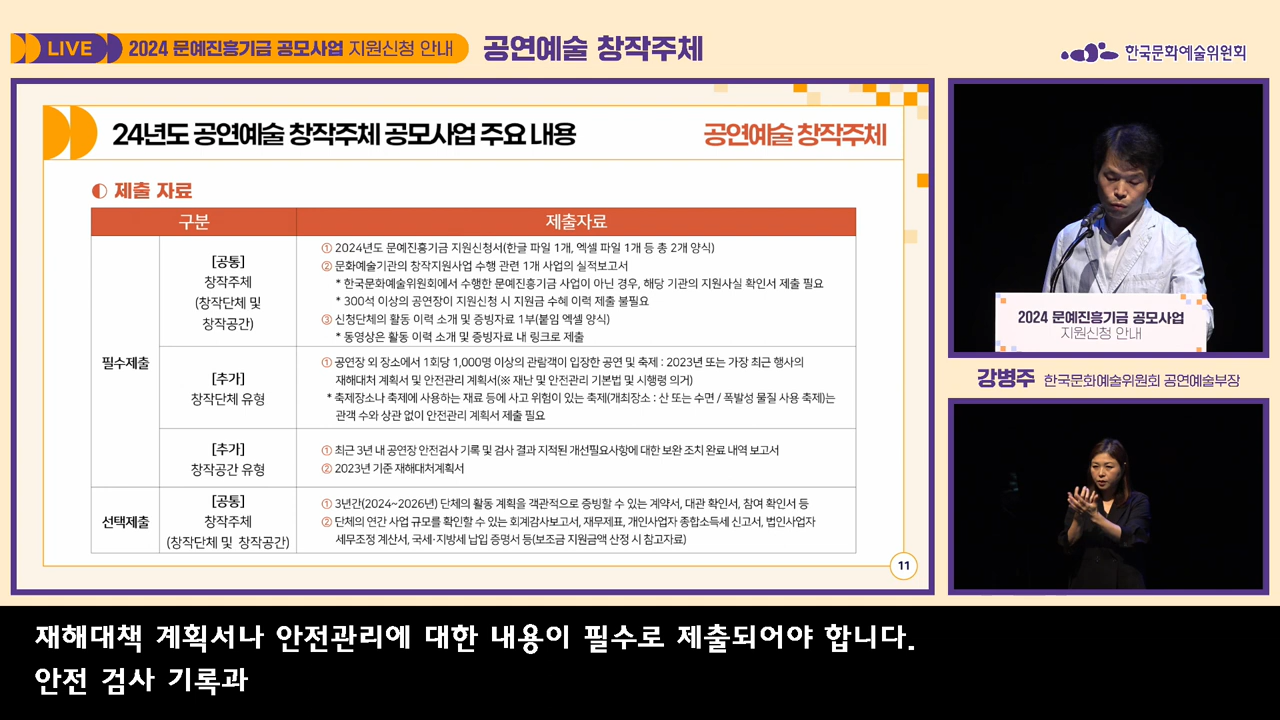 LIVE 2024 문예진흥기금 공모사업 지원신청 안내 공연예술 창작주체
한국문화예술위원회
24년도 공연예술 창작주체 공모사업 주요 내용 공연예술 창작주체
제출 자료
구분 제출자료
필수제출
[공통]
창작주체
(창작단체 및
창작공간)
① 2024년도 문예진흥기금 지원신청서(한글 파일 1개, 엑셀 파일 1개 등 총 2개 양식)
② 문화예술기관의 창작지원사업 수행 관련 1개 사업의 실적보고서
* 한국문화예술위원회에서 수행한 문예진흥기금 사업이 아닌 경우, 해당 기관의 지원사실 확인서 제출 필요
* 300석 이상의 공연장이 지원신청 시 지원금 수혜 이력 제출 불필요
③ 신청단체의 활동 이력 소개 및 증빙자료 1부(붙임 엑셀 양식)
* 동영상은 활동 이력 소개 및 증빙자료 내 링크로 제출
[추가]
창작단체 유형
① 공연장 외 장소에서 1회당 1,000명 이상의 관람객이 입장한 공연 및 축제 : 2023년 또는 가장 최근 행사의
재해대처 계획서 및 안전관리 계획서(※ 재난 및 안전관리 기본법 및 시행령 의거)
* 축제장소나 축제에 사용하는 재료 등에 사고 위험이 있는 축제(개최장소 : 산 또는 수면 / 폭발성 물질 사용 축제)는
관객 수와 상관 없이 안전관리 계획서 제출 필요
[추가]
창작공간 유형
① 최근 3년 내 공연장 안전검사 기록 및 검사 결과 지적된 개선필요사항에 대한 보완 조치 완료 내역 보고서
② 2023년 기준 재해대처계획서
선택제출
[공통]
창작주체
(창작단체 및 창작공간)
① 3년간(2024~2026년) 단체의 활동 계획을 객관적으로 증빙할 수 있는 계약서, 대관 확인서, 참여 확인서 등
② 단체의 연간 사업 규모를 확인할 수 있는 회계감사보고서, 재무제표, 개인사업자 종합소득세 신고서, 법인사업자
세무조정 계산서, 국세·지방세 납입 증명서 등(보조금 지원금액 산정 시 참고자료)
11
2024 문예진흥기금 공모사업
지원신청 안내
강병주 한국문화예술위원회 공연예술부장
재해대책 계획서나 안전관리에 대한 내용이 필수로 제출되어야 합니다.
안전 검사 기록과